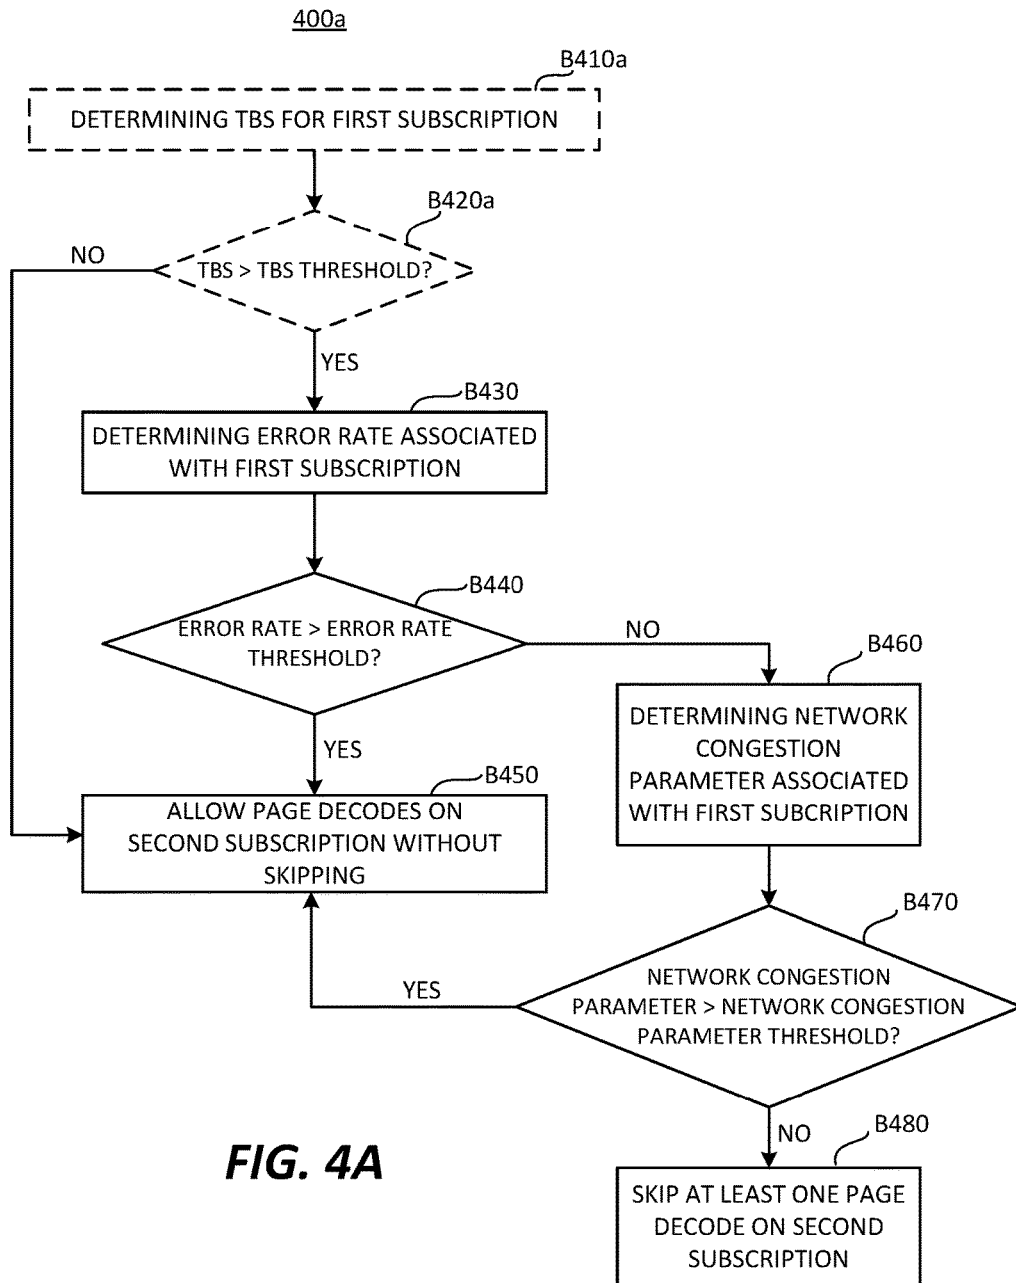 400a
B410a
DETERMINING TBS FOR FIRST SUBSCRIPTION
B420a
NO
TBS > TBS THRESHOLD?
YES
B430
DETERMINING ERROR RATE ASSOCIATED
WITH FIRST SUBSCRIPTION
B440
ERROR RATE > ERROR RATE
THRESHOLD?
NO
B460
DETERMINING NETWORK
CONGESTION
PARAMETER ASSOCIATED
WITH FIRST SUBCRIPTION
YES
B450
ALLOW PAGE DECODES ON
SECOND SUBSCRIPTION WITHOUT
SKIPPING
B470
NETWORK CONGESTION
PARAMETER > NETWORK CONGESTION
PARAMETER THRESHOLD?
YES
NO
B480
SKIP AT LEAST ONE PAGE
DECODE ON SECOND
SUBSCRIPTION
FIG. 4A